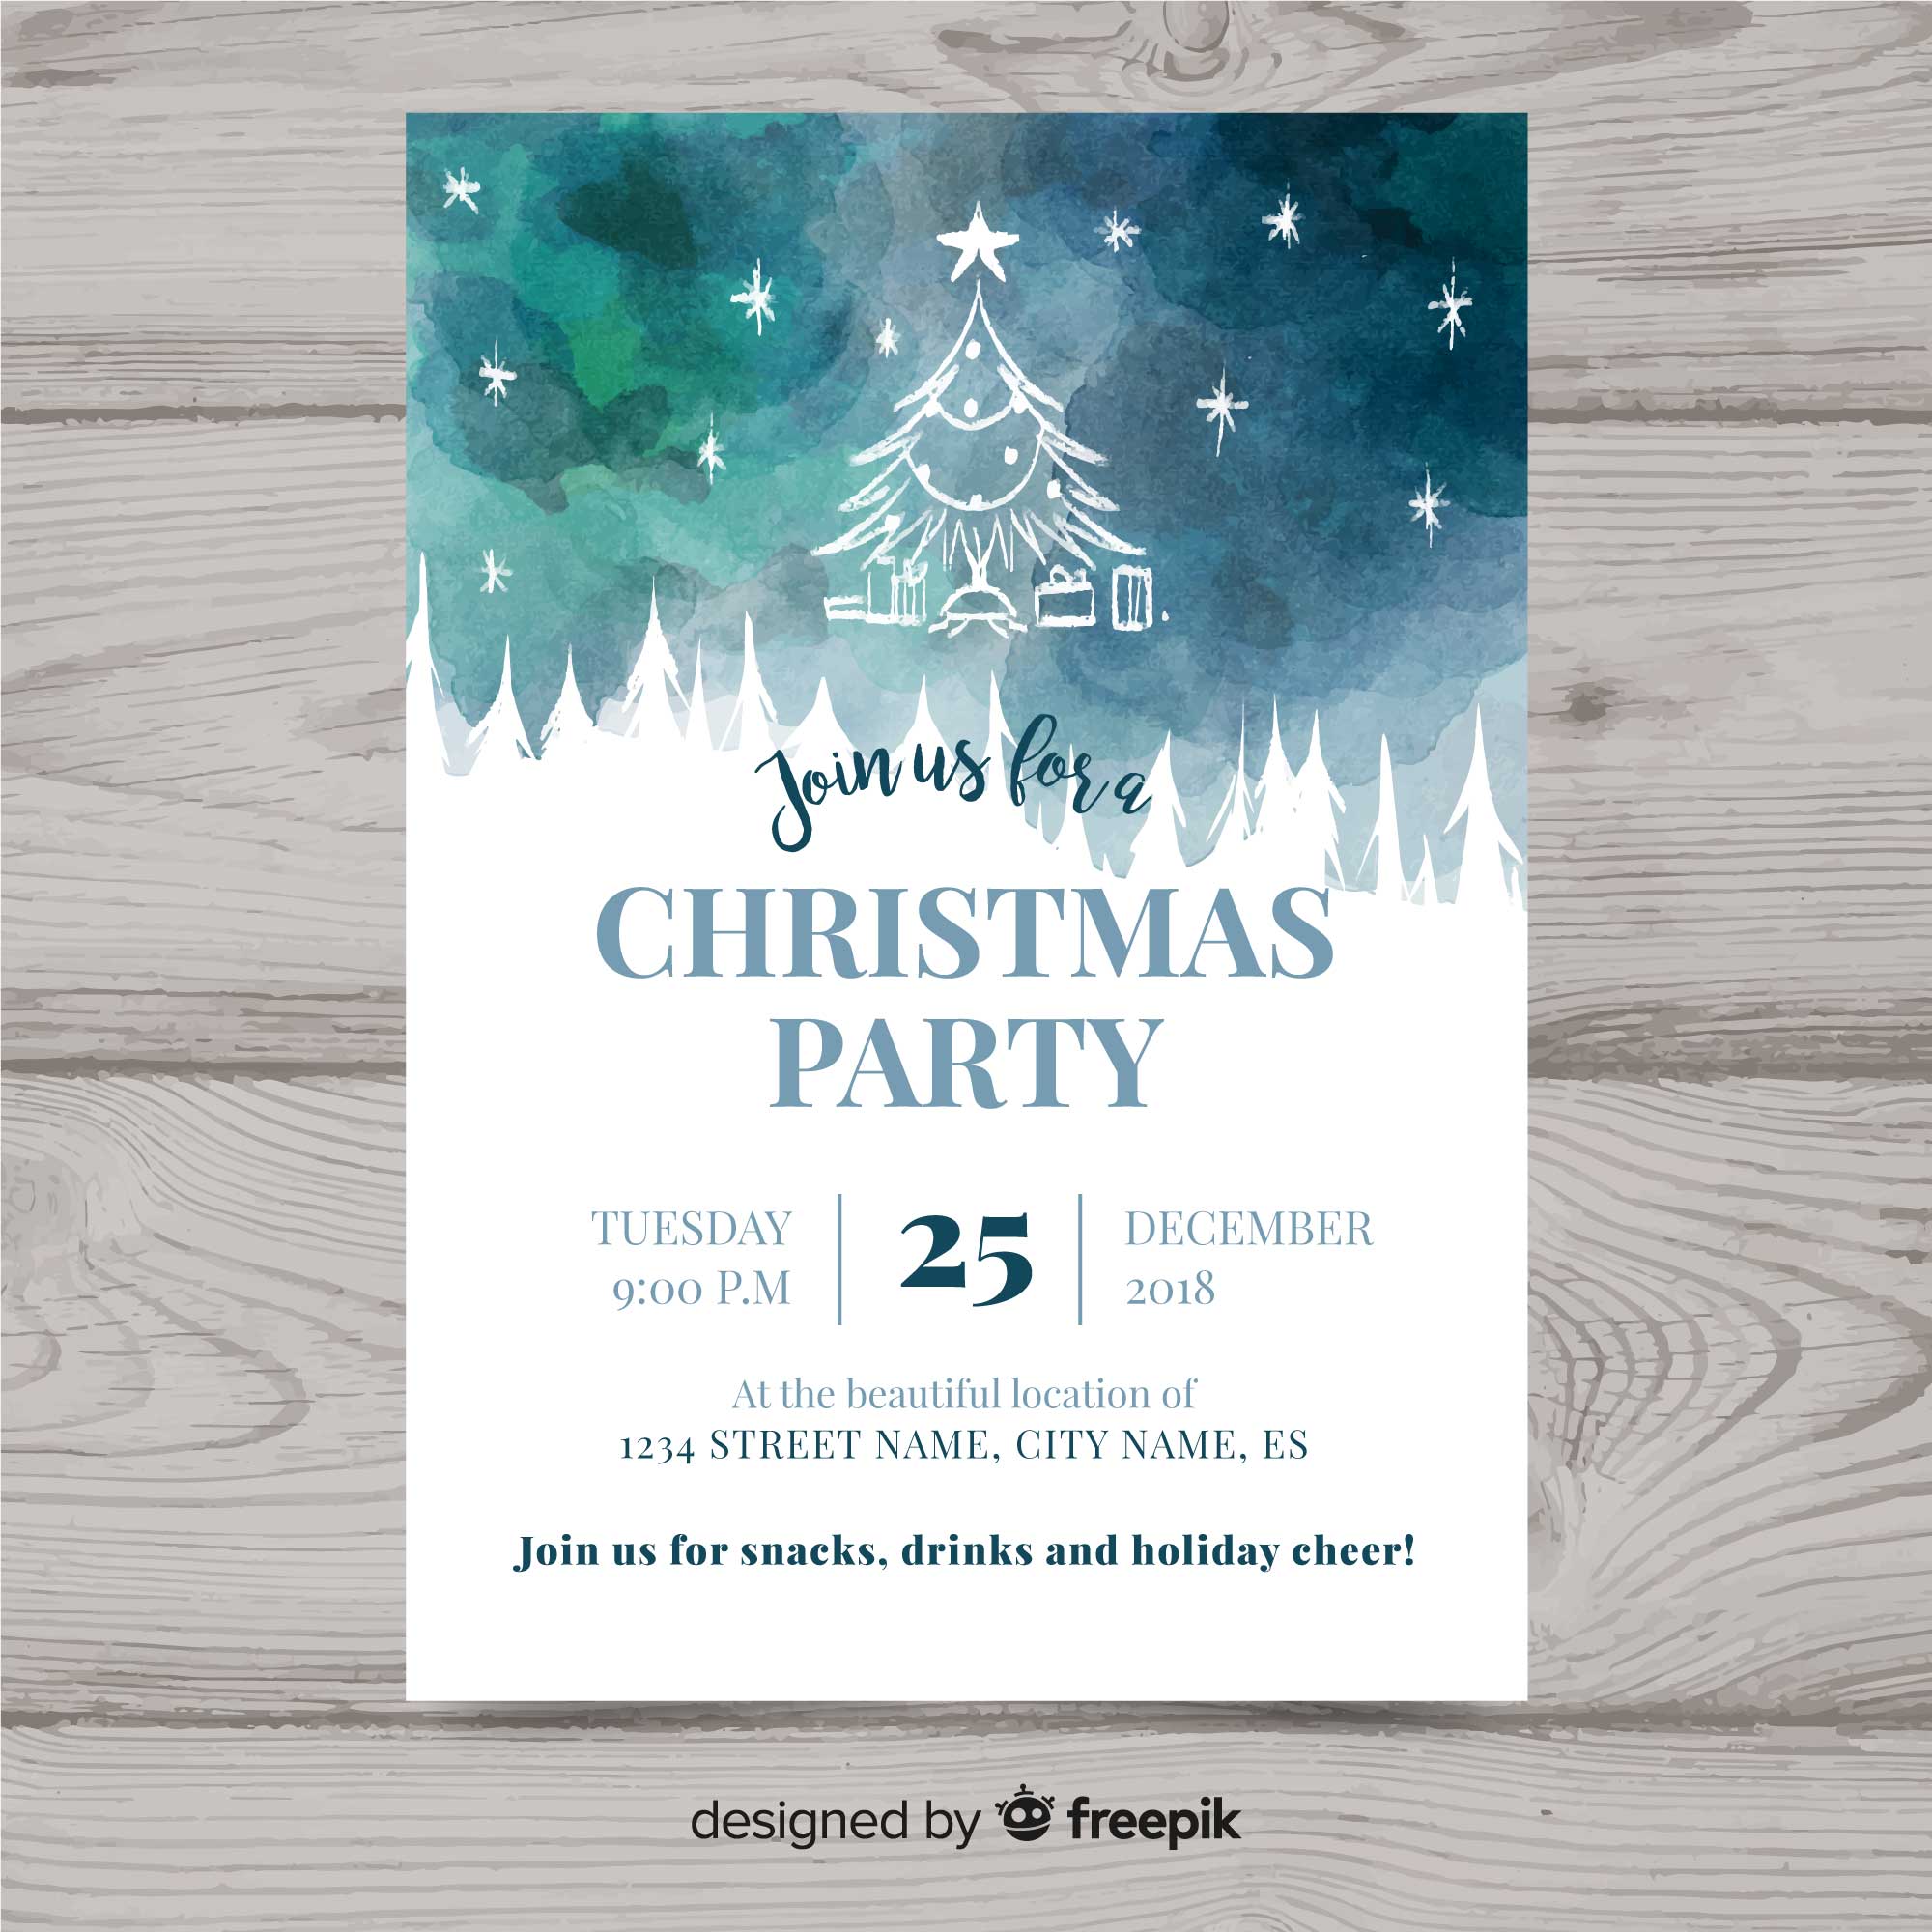 Join us for a
CHRISTMAS
PARTY
TUESDAY
9:00 P.M
25
DECEMBER
2018
At the beautiful location of
1234 STREET NAME, CITY NAME, ES
Join us for snacks, drinks and holiday cheer!
designed by freepik